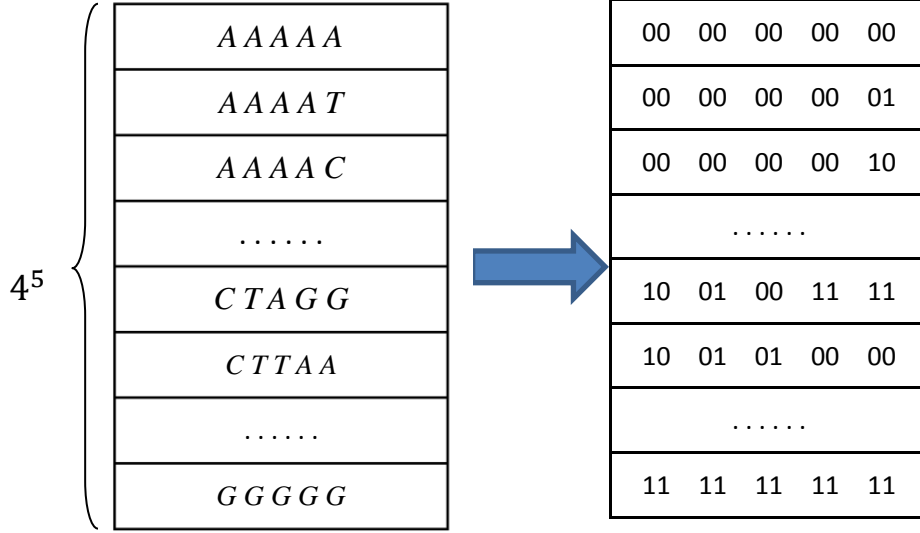 4⁵
A A A A A
A A A A T
A A A A C
. . . . . .
C T A G G
C T T A A
. . . . . .
G G G G G
00 00 00 00 00
00 00 00 00 01
00 00 00 00 10
. . . . . .
10 01 00 11 11
10 01 01 00 00
. . . . . .
11 11 11 11 11